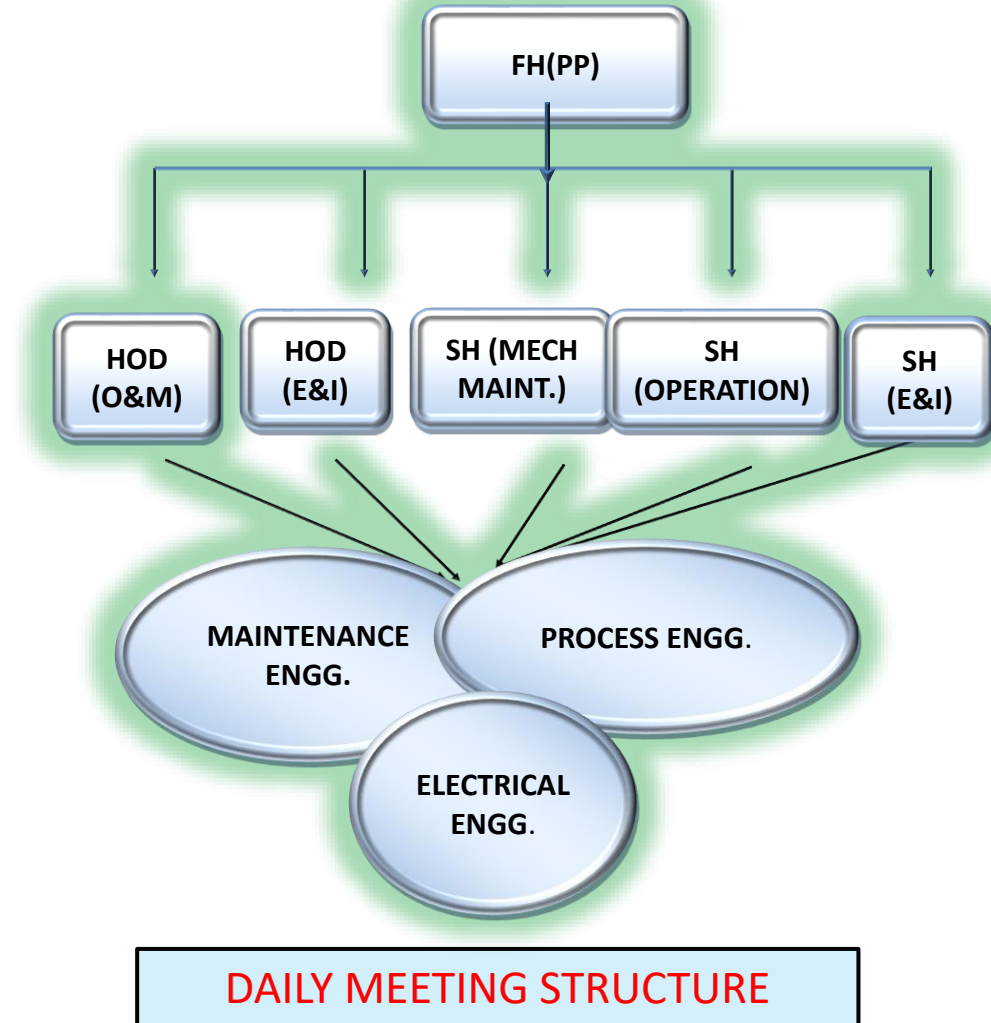 FH(PP)
HOD
(O&M)
HOD
(E&I)
SH (MECH
MAINT.)
SH
(OPERATION)
SH
(E&I)
MAINTENANCE
ENGG.
PROCESS ENGG.
ELECTRICAL
ENGG.
DAILY MEETING STRUCTURE